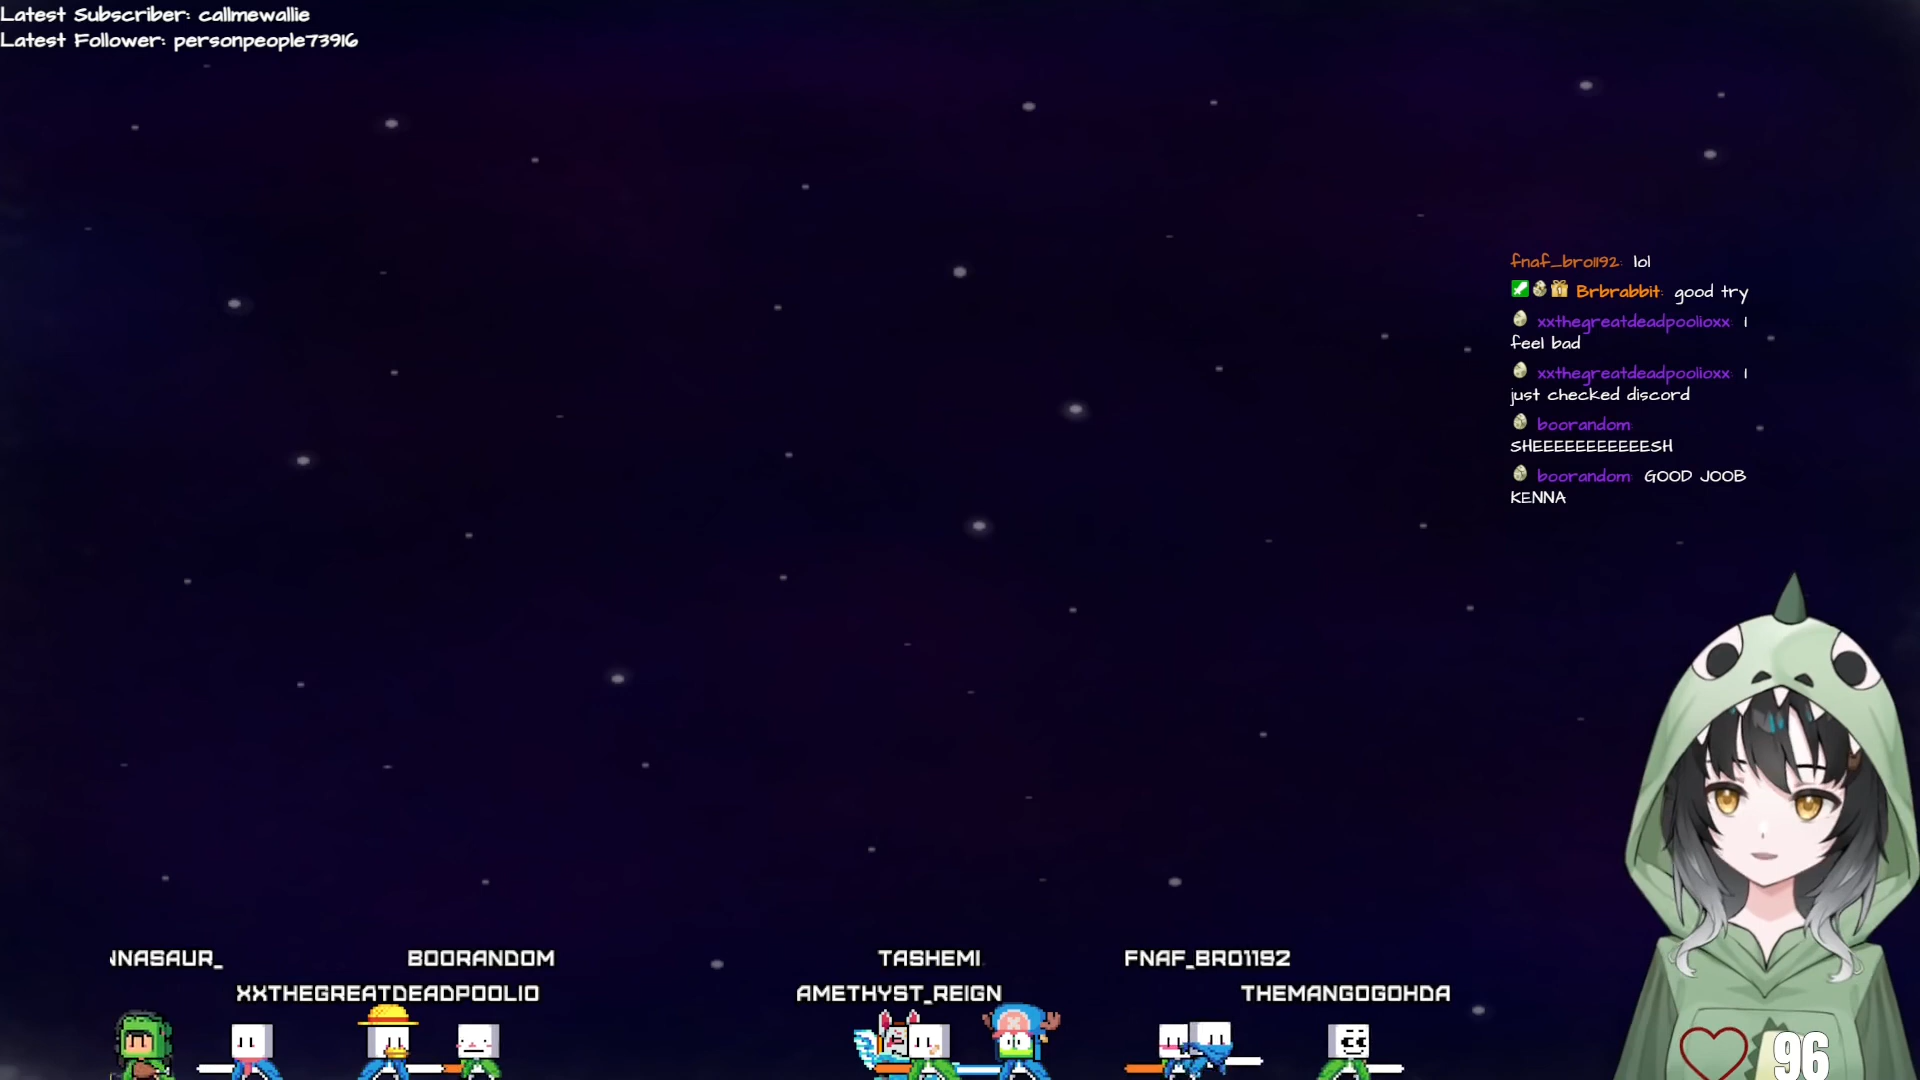 Latest Subscriber: callmewallie
Latest Follower: personpeople73916
fnaf_bro1192: lol
Brbrabbit: good try
xxthegreatdeadpoolioxx: I
feel bad
xxthegreatdeadpoolioxx: I
just checked discord
boorandom:
SHEEEEEEEEEEESH
boorandom: GOOD JOOB
KENNA
NNASAUR_ BOORANDOM TASHEMI FNAF_BRO1192
XXTHEGREATDEADPOOLIO AMETHYST_REIGN THEMANGOGOHDA
96